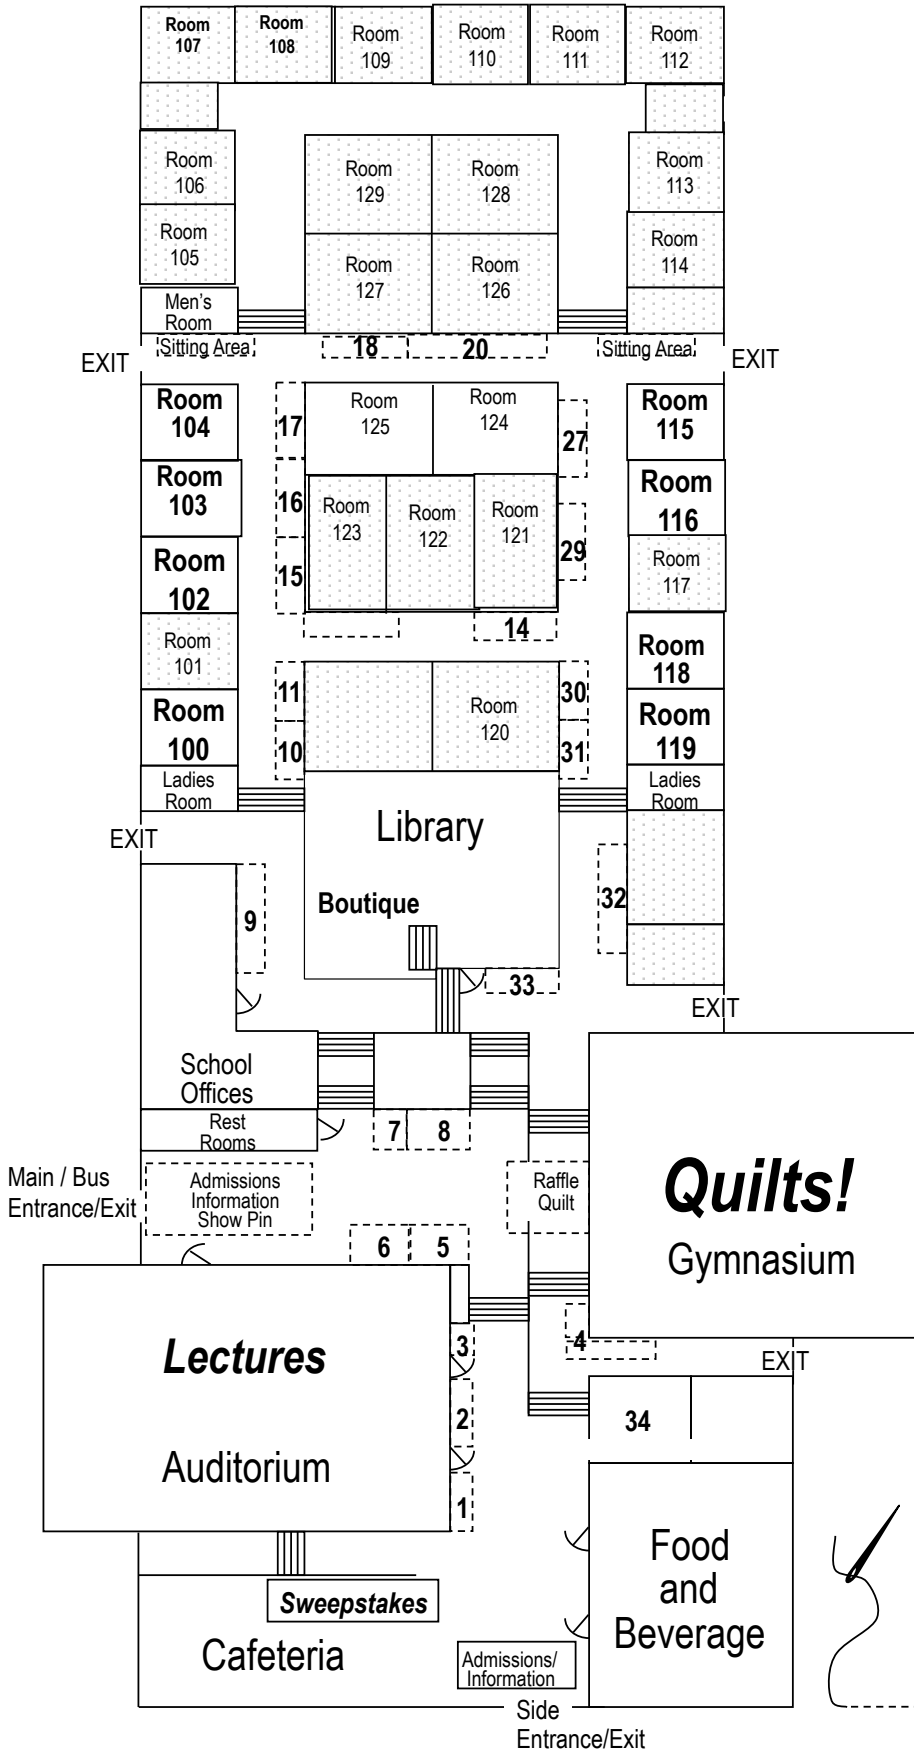 Room
107
Room
108
Room
109
Room
110
Room
111
Room
112
Room
106
Room
129
Room
128
Room
113
Room
105
Room
127
Room
126
Room
114
Men's
Room
Sitting Area
18
20
Sitting Area
EXIT
EXIT
Room
104
17
Room
125
Room
124
27
Room
115
Room
103
16
Room
123
Room
122
Room
121
Room
116
Room
102
15
29
Room
117
14
Room
101
11
30
Room
118
Room
100
10
Room
120
31
Room
119
Ladies
Room
Ladies
Room
EXIT
Library
Boutique
9
32
33
EXIT
School
Offices
Rest
Rooms
7
8
Main / Bus
Entrance/Exit
Admissions
Information
Show Pin
Raffle
Quilt
Quilts!
Gymnasium
6
5
Lectures
3
4
EXIT
2
34
Auditorium
1
Food
and
Beverage
Sweepstakes
Cafeteria
Admissions/
Information
Side
Entrance/Exit